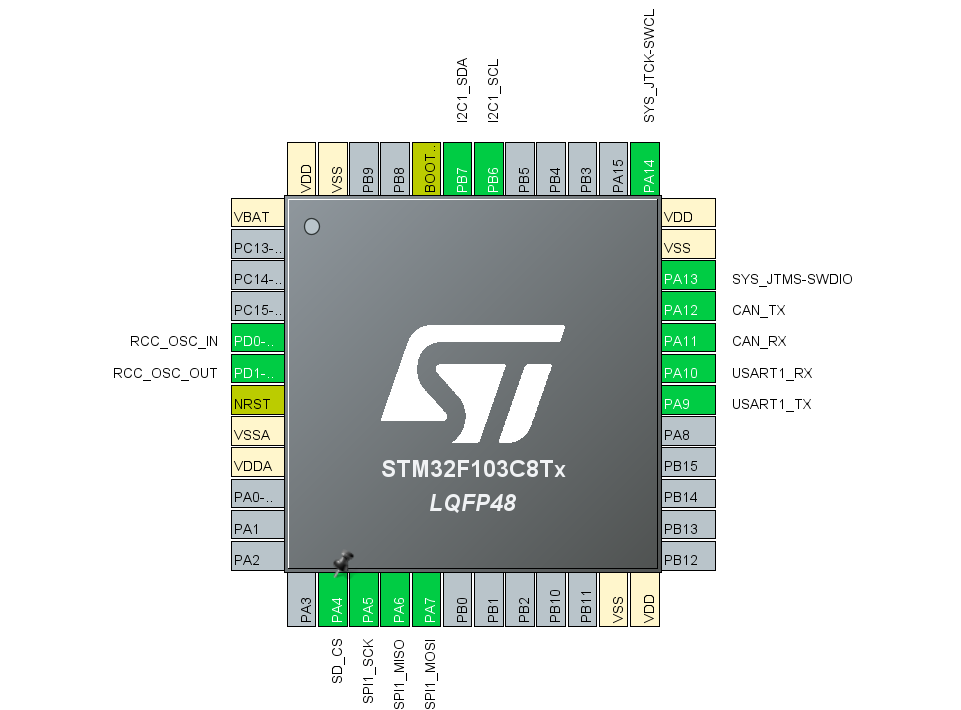 SYS_JTCK-SWCL
I2C1_SDA
I2C1_SCL
VDD
VSS
PB9
PB8
BOOT..
PB7
PB6
PB5
PB4
PB3
PA15
PA14
VBAT
PC13-..
PC14-..
PC15-..
RCC_OSC_IN PD0-..
RCC_OSC_OUT PD1-..
NRST
VSSA
VDDA
PA0-..
PA1
PA2
VDD
VSS
PA13 SYS_JTMS-SWDIO
PA12 CAN_TX
PA11 CAN_RX
PA10 USART1_RX
PA9 USART1_TX
PA8
PB15
PB14
PB13
PB12
ST
STM32F103C8Tx
LQFP48
PA3
PA4
PA5
PA6
PA7
PB0
PB1
PB2
PB10
PB11
VSS
VDD
SD_CS
SPI1_SCK
SPI1_MISO
SPI1_MOSI